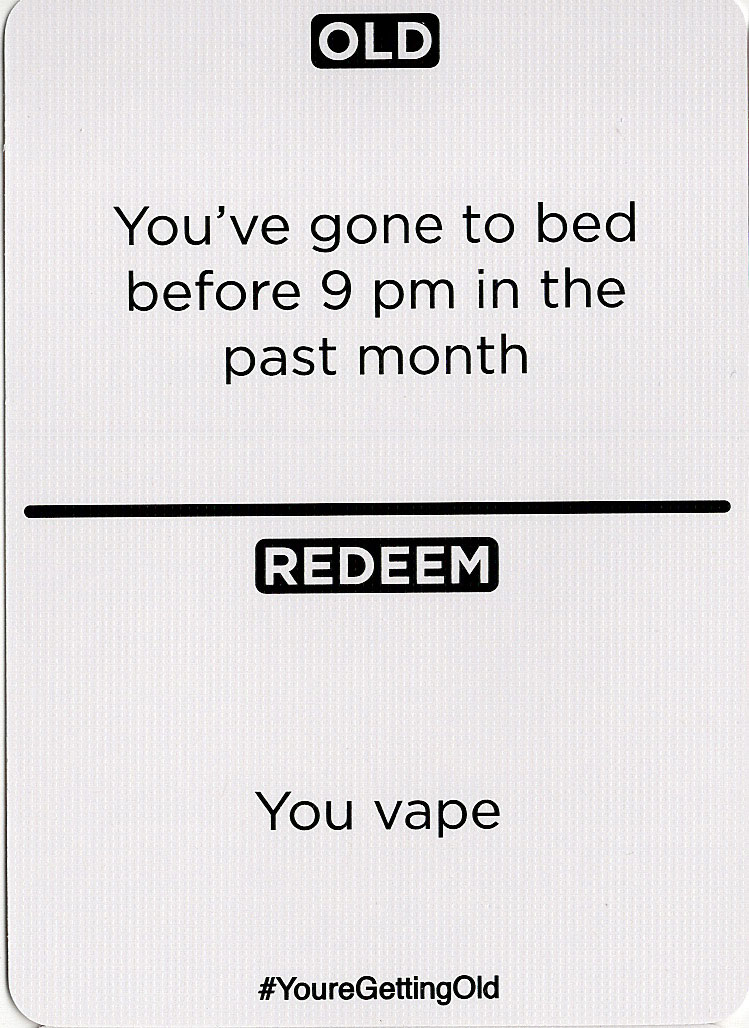 OLD
You've gone to bed
before 9 pm in the
past month
REDEEM
You vape
#YoureGettingOld